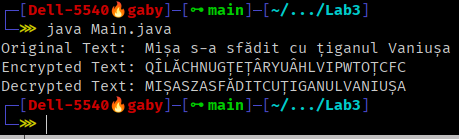 ┌─[Dell-5540🔥gaby]—[⊶main]—[~/.../Lab3]
└─⋙ java Main.java
Original Text:  Mișa s-a sfădit cu țiganul Vaniușa
Encrypted Text: QÎLĂCHNUGȚEȚÂRYUÂHLVIPWTOȚCFC
Decrypted Text: MIȘASZASFĂDITCUȚIGANULVANIUȘA
┌─[Dell-5540🔥gaby]—[⊶main]—[~/.../Lab3]
└─⋙